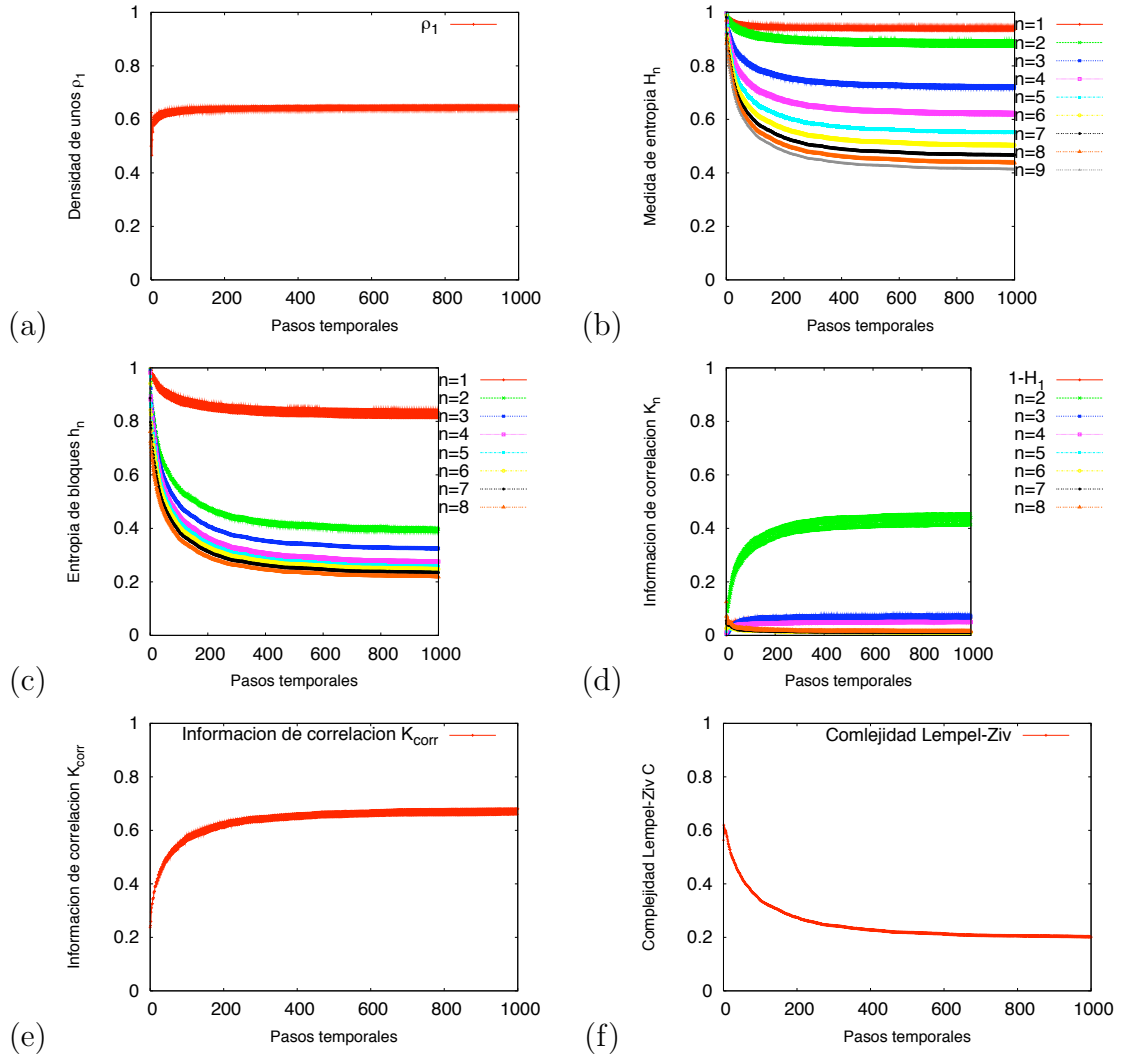 ρ1
Densidad de unos ρ1
1
0.8
0.6
0.4
0.2
0
0 200 400 600 800 1000
Pasos temporales
(a)
Medida de entropia Hn
1
0.8
0.6
0.4
0.2
0
0 200 400 600 800 1000
Pasos temporales
n=1
n=2
n=3
n=4
n=5
n=6
n=7
n=8
n=9
(b)
Entropia de bloques hn
1
0.8
0.6
0.4
0.2
0
0 200 400 600 800 1000
Pasos temporales
n=1
n=2
n=3
n=4
n=5
n=6
n=7
n=8
(c)
Informacion de correlacion Kn
1
0.8
0.6
0.4
0.2
0
0 200 400 600 800 1000
Pasos temporales
1-H1
n=2
n=3
n=4
n=5
n=6
n=7
n=8
(d)
Informacion de correlacion Kcorr
Informacion de correlacion Kcorr
1
0.8
0.6
0.4
0.2
0
0 200 400 600 800 1000
Pasos temporales
(e)
Comlejidad Lempel-Ziv
Complejidad Lempel-Ziv C
1
0.8
0.6
0.4
0.2
0
0 200 400 600 800 1000
Pasos temporales
(f)